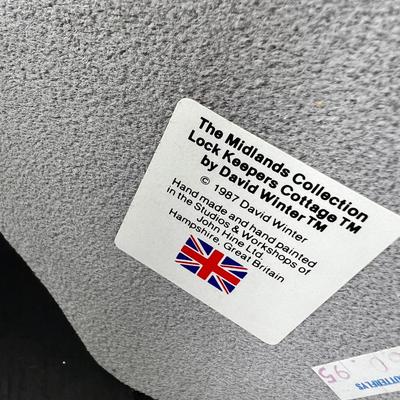 The Midlands Collection
Lock Keepers Cottage TM
by David Winter TM
© 1987 David Winter
Hand made and hand painted
in the Studios & Workshops of
John Hine Ltd.
Hampshire, Great Britain
.95